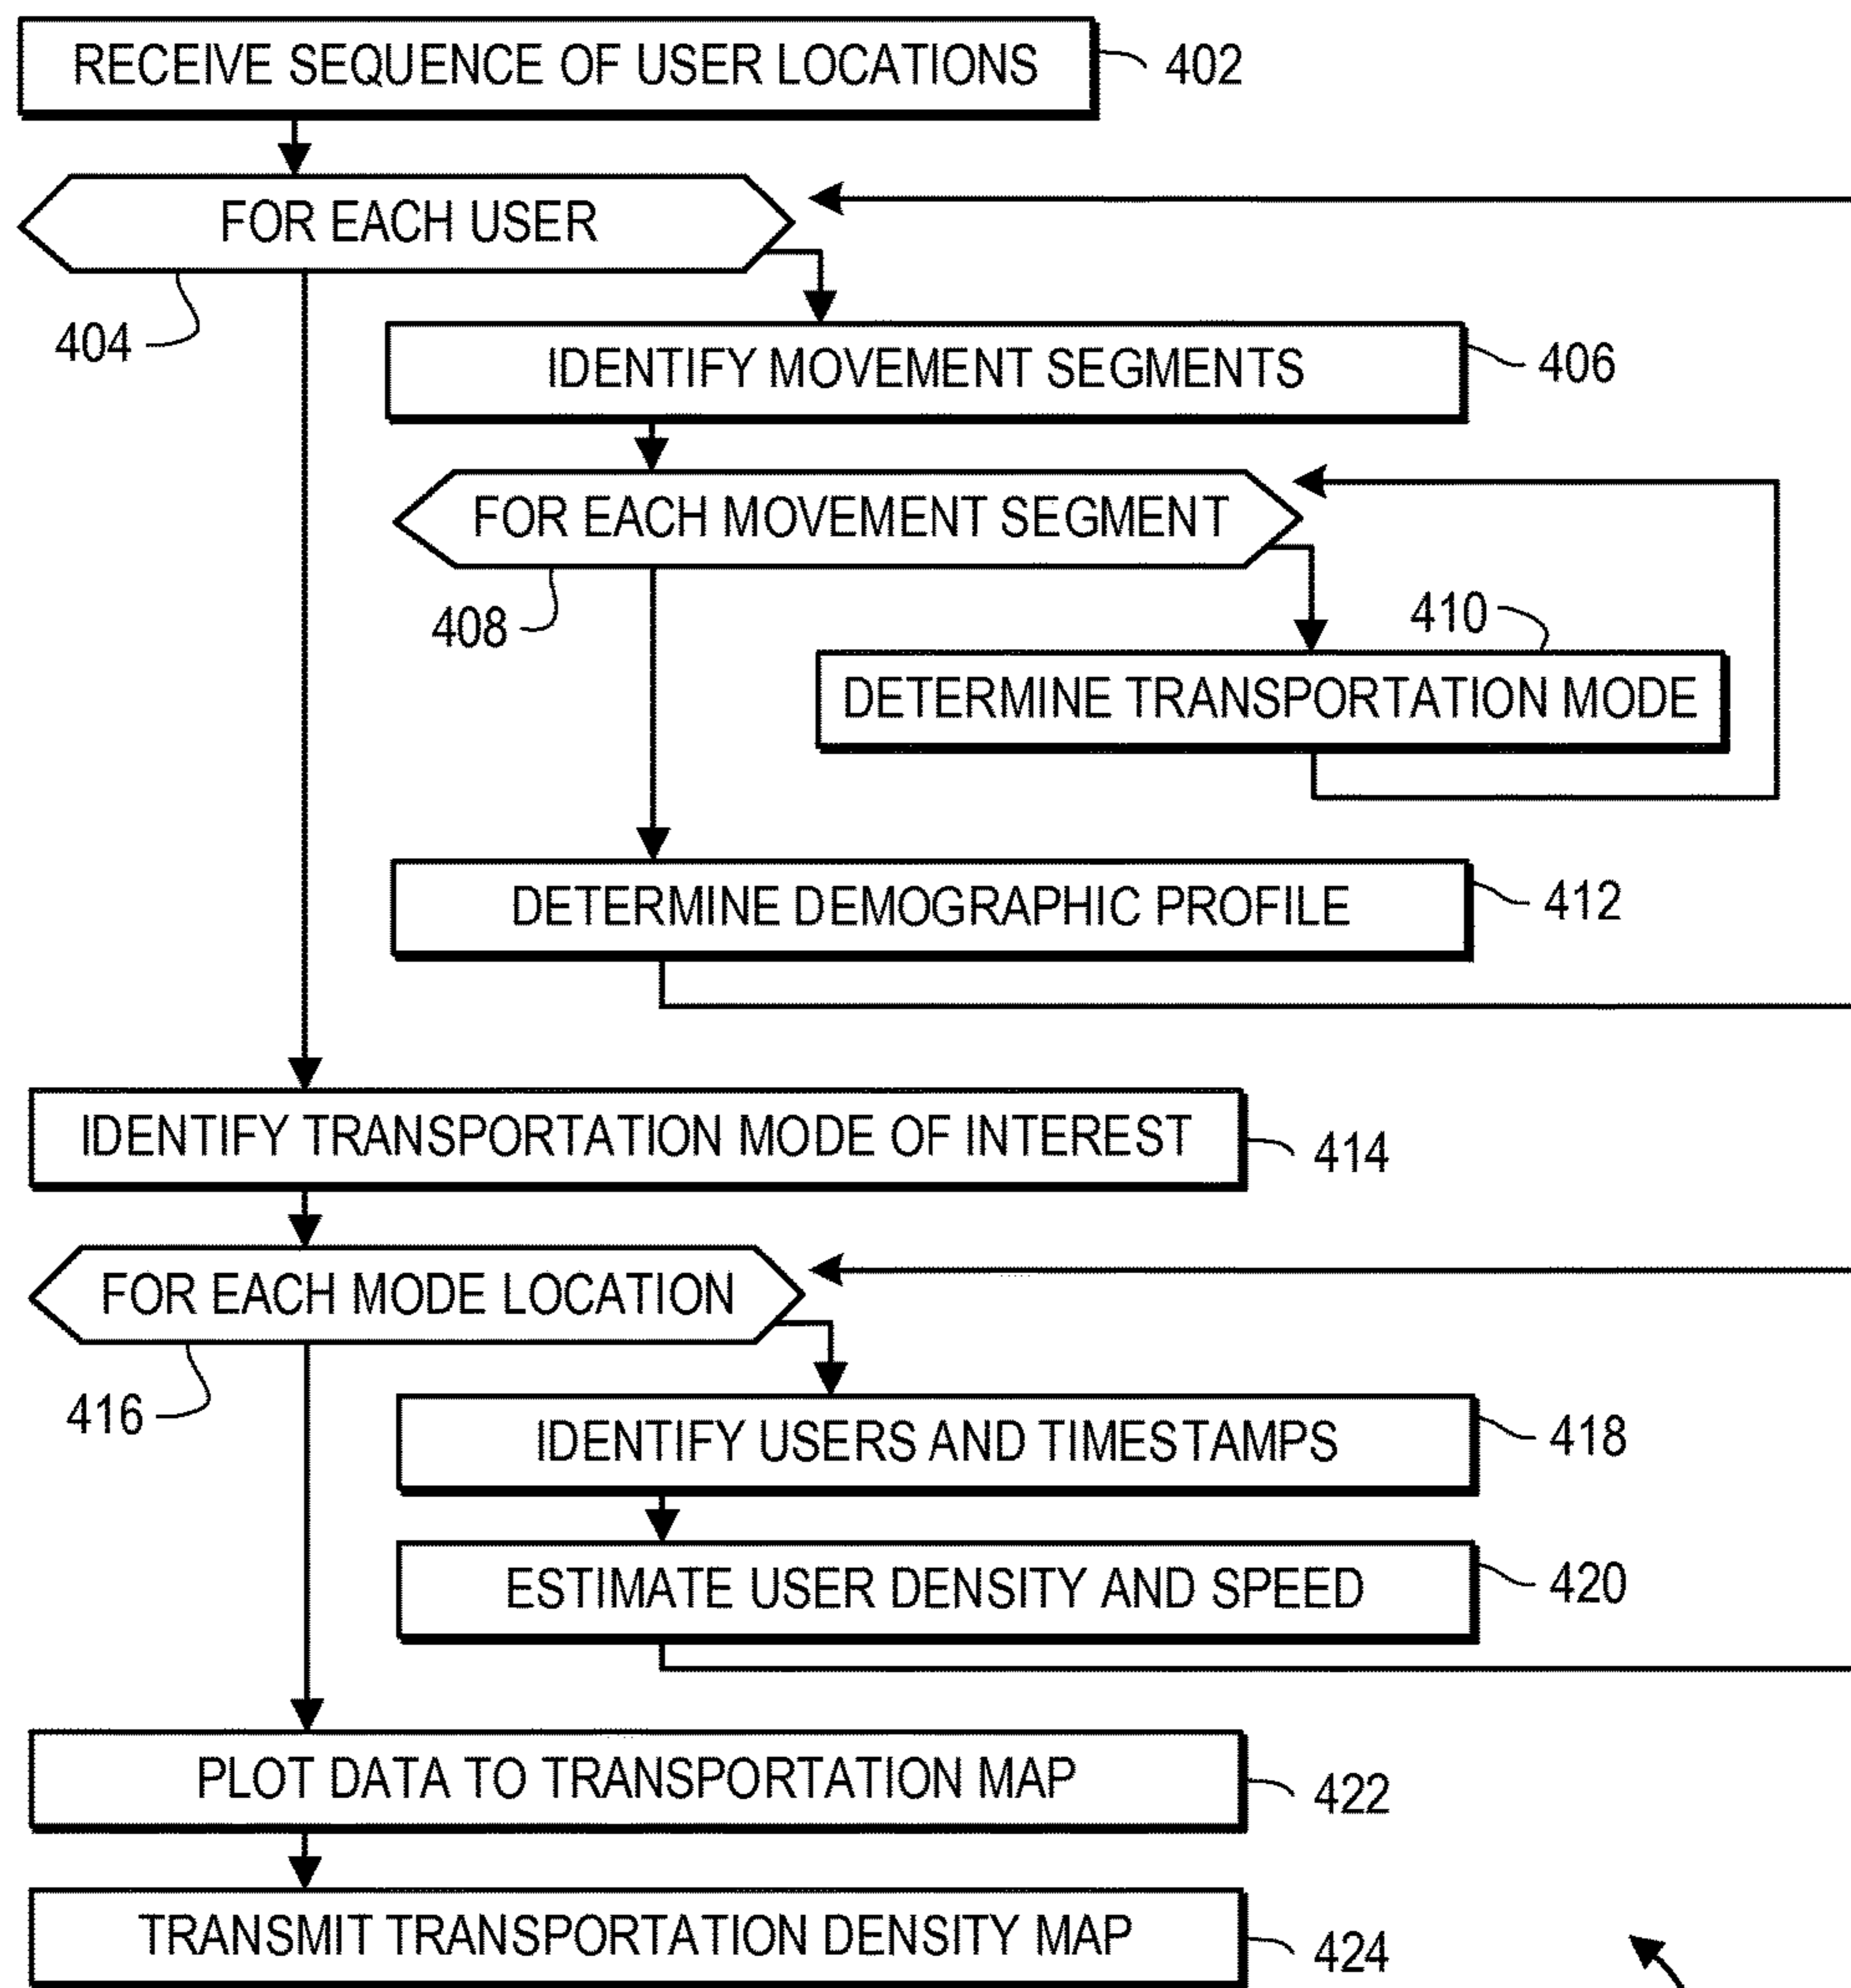 RECEIVE SEQUENCE OF USER LOCATIONS
402
FOR EACH USER
404
IDENTIFY MOVEMENT SEGMENTS
406
FOR EACH MOVEMENT SEGMENT
408
410
DETERMINE TRANSPORTATION MODE
DETERMINE DEMOGRAPHIC PROFILE
412
IDENTIFY TRANSPORTATION MODE OF INTEREST
414
FOR EACH MODE LOCATION
416
IDENTIFY USERS AND TIMESTAMPS
418
ESTIMATE USER DENSITY AND SPEED
420
PLOT DATA TO TRANSPORTATION MAP
422
TRANSMIT TRANSPORTATION DENSITY MAP
424